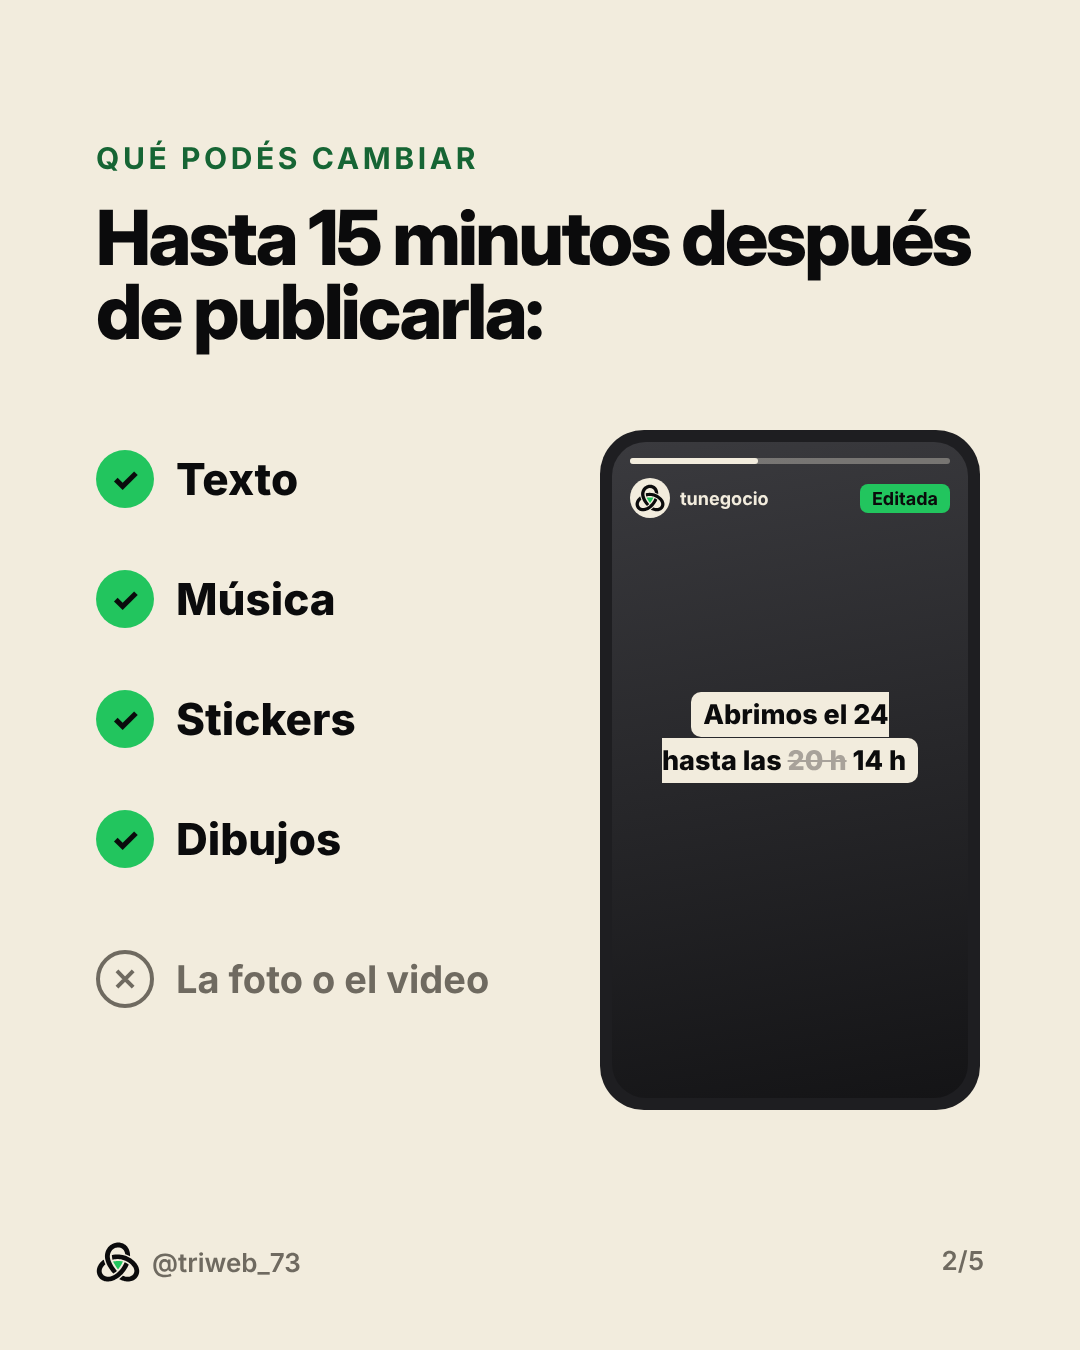 QUÉ PODÉS CAMBIAR
Hasta 15 minutos después
de publicarla:
Texto
Música
Stickers
Dibujos
La foto o el video
tunegocio
Editada
Abrimos el 24
hasta las 20 h 14 h
@triweb_73
2/5